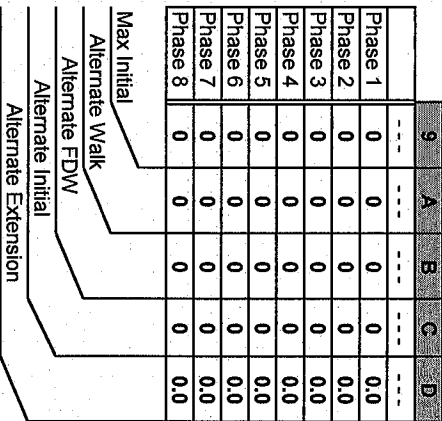 9 A B C D
--- --- --- --- ---
Phase 1 0 0 0 0 0.0
Phase 2 0 0 0 0 0.0
Phase 3 0 0 0 0 0.0
Phase 4 0 0 0 0 0.0
Phase 5 0 0 0 0 0.0
Phase 6 0 0 0 0 0.0
Phase 7 0 0 0 0 0.0
Phase 8 0 0 0 0 0.0
Max Initial
Alternate Walk
Alternate FDW
Alternate Initial
Alternate Extension